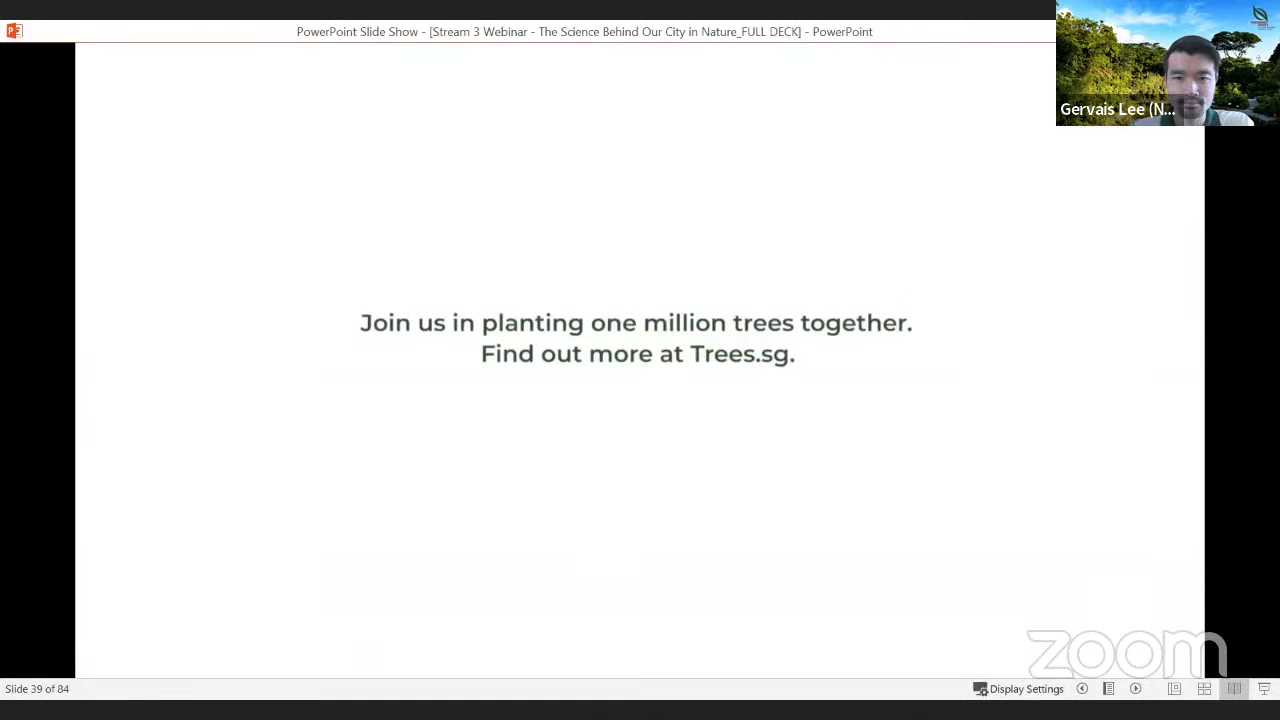 PowerPoint Slide Show - [Stream 3 Webinar - The Science Behind Our City in Nature_FULL DECK] - PowerPoint
Gervais Lee (N...
Join us in planting one million trees together.
Find out more at Trees.sg.
zoom
Slide 39 of 84
Display Settings